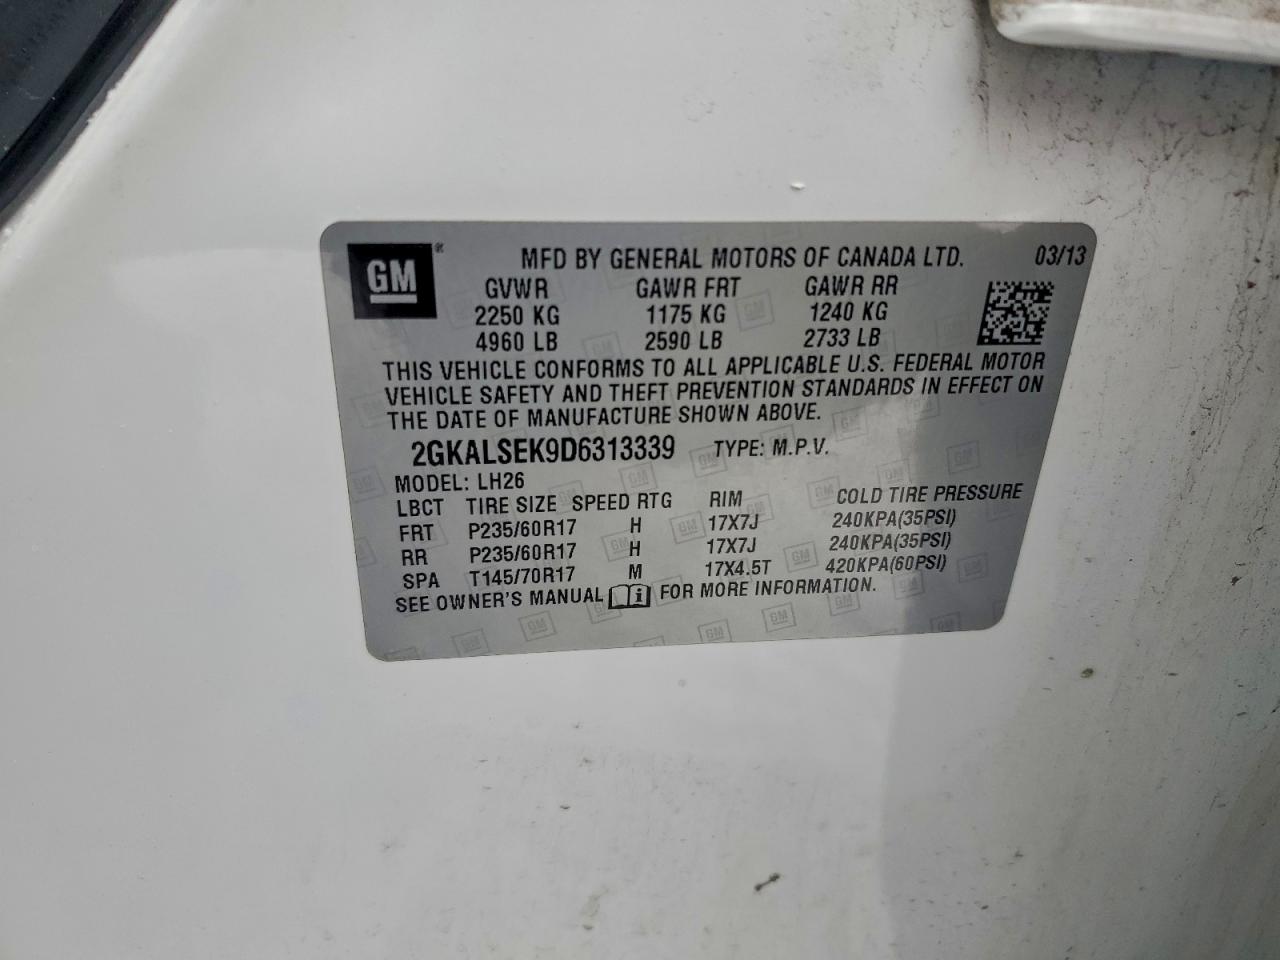 GM®
MFD BY GENERAL MOTORS OF CANADA LTD. 03/13
GVWR GAWR FRT GAWR RR
2250 KG 1175 KG 1240 KG
4960 LB 2590 LB 2733 LB
THIS VEHICLE CONFORMS TO ALL APPLICABLE U.S. FEDERAL MOTOR
VEHICLE SAFETY AND THEFT PREVENTION STANDARDS IN EFFECT ON
THE DATE OF MANUFACTURE SHOWN ABOVE.
2GKALSEK9D6313339 TYPE: M.P.V.
MODEL: LH26
LBCT TIRE SIZE SPEED RTG RIM COLD TIRE PRESSURE
FRT P235/60R17 H 17X7J 240KPA(35PSI)
RR P235/60R17 H 17X7J 240KPA(35PSI)
SPA T145/70R17 M 17X4.5T 420KPA(60PSI)
SEE OWNER'S MANUAL FOR MORE INFORMATION.